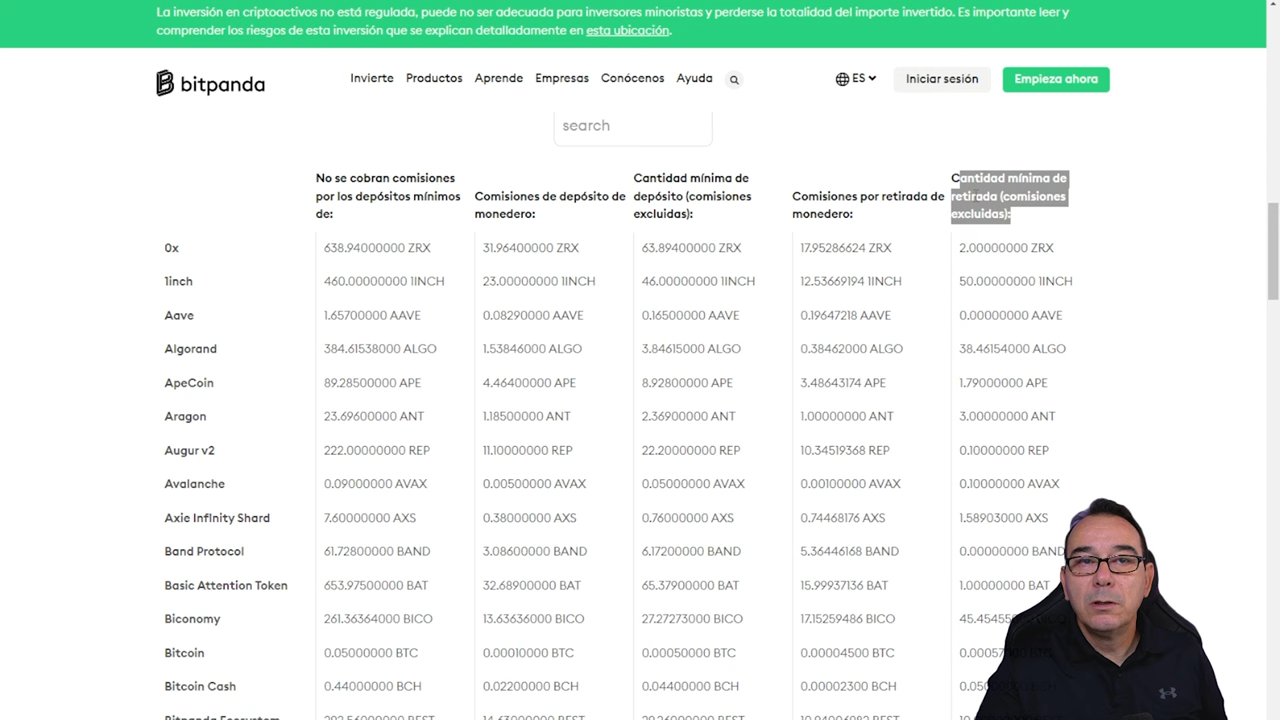 La inversión en criptoactivos no está regulada, puede no ser adecuada para inversores minoristas y perderse la totalidad del importe invertido. Es importante leer y
comprender los riesgos de esta inversión que se explican detalladamente en esta ubicación.
bitpanda Invierte Productos Aprende Empresas Conócenos Ayuda ES Iniciar sesión Empieza ahora
search
No se cobran comisiones por los depósitos mínimos de: Comisiones de depósito de monedero: Cantidad mínima de depósito (comisiones excluidas): Comisiones por retirada de monedero: Cantidad mínima de retirada (comisiones excluidas):
0x 638.94000000 ZRX 31.96400000 ZRX 63.89400000 ZRX 17.95286624 ZRX 2.00000000 ZRX
1inch 460.00000000 1INCH 23.00000000 1INCH 46.00000000 1INCH 12.53669194 1INCH 50.00000000 1INCH
Aave 1.65700000 AAVE 0.08290000 AAVE 0.16500000 AAVE 0.19647218 AAVE 0.00000000 AAVE
Algorand 384.61538000 ALGO 1.53846000 ALGO 3.84615000 ALGO 0.38462000 ALGO 38.46154000 ALGO
ApeCoin 89.28500000 APE 4.46400000 APE 8.92800000 APE 3.48643174 APE 1.79000000 APE
Aragon 23.69600000 ANT 1.18500000 ANT 2.36900000 ANT 1.00000000 ANT 3.00000000 ANT
Augur v2 222.00000000 REP 11.10000000 REP 22.20000000 REP 10.34519368 REP 0.10000000 REP
Avalanche 0.09000000 AVAX 0.00500000 AVAX 0.05000000 AVAX 0.00100000 AVAX 0.10000000 AVAX
Axie Infinity Shard 7.60000000 AXS 0.38000000 AXS 0.76000000 AXS 0.74468176 AXS 1.58903000 AXS
Band Protocol 61.72800000 BAND 3.08600000 BAND 6.17200000 BAND 5.36446168 BAND 0.00000000 BAND
Basic Attention Token 653.97500000 BAT 32.68900000 BAT 65.37900000 BAT 15.99937136 BAT 1.00000000 BAT
Biconomy 261.36364000 BICO 13.63636000 BICO 27.27273000 BICO 17.15259486 BICO
Bitcoin 0.05000000 BTC 0.00010000 BTC 0.00050000 BTC 0.00004500 BTC
Bitcoin Cash 0.44000000 BCH 0.02200000 BCH 0.04400000 BCH 0.00002300 BCH